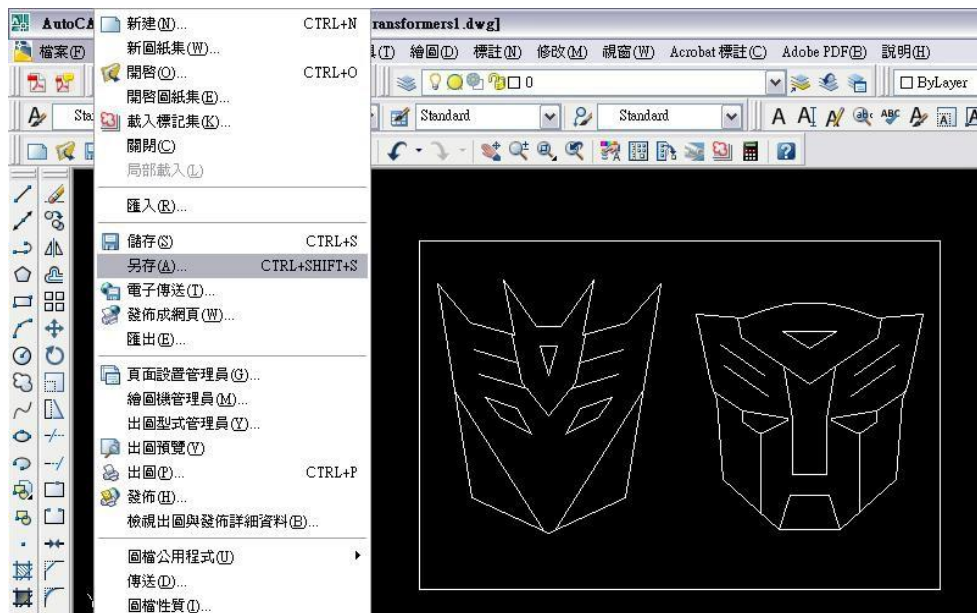 AutoCA
ransformers1.dwg]
檔案(F)
(T) 繪圖(D) 標註(N) 修改(M) 視窗(W) Acrobat 標註(C) Adobe PDF(B) 說明(H)
新建(N)... CTRL+N
新圖紙集(W)...
開啓(O)... CTRL+O
開啓圖紙集(E)...
載入標記集(K)...
關閉(C)
局部載入(L)
匯入(R)...
儲存(S) CTRL+S
另存(A)... CTRL+SHIFT+S
電子傳送(T)...
發佈成網頁(W)...
匯出(E)...
頁面設置管理員(G)...
繪圖機管理員(M)...
出圖型式管理員(Y)...
出圖預覽(V)
出圖(P)... CTRL+P
發佈(H)...
檢視出圖與發佈詳細資料(B)...
圖檔公用程式(U)
傳送(D)...
圖檔性質(I)...
0
ByLayer
Sta
Standard
Standard